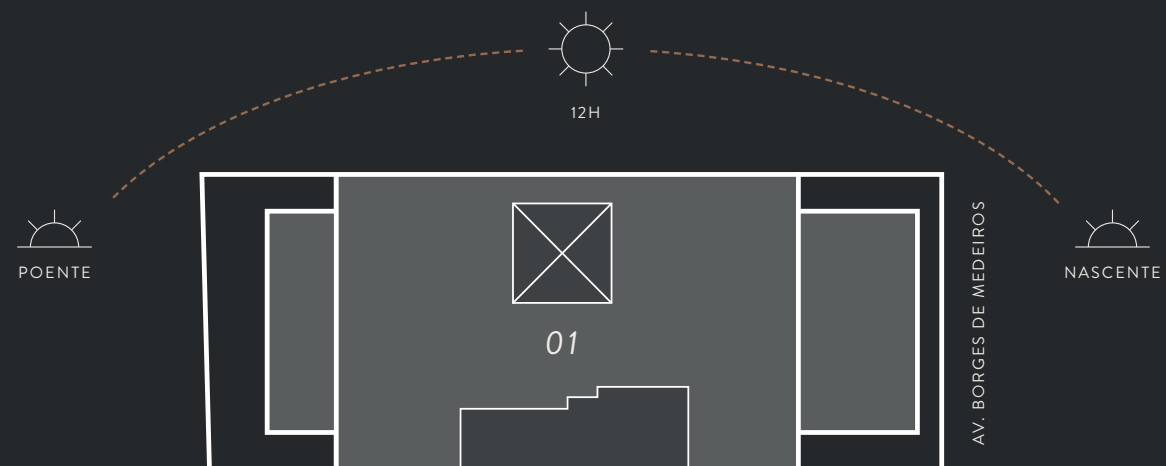 12H
POENTE
NASCENTE
AV. BORGES DE MEDEIROS
01